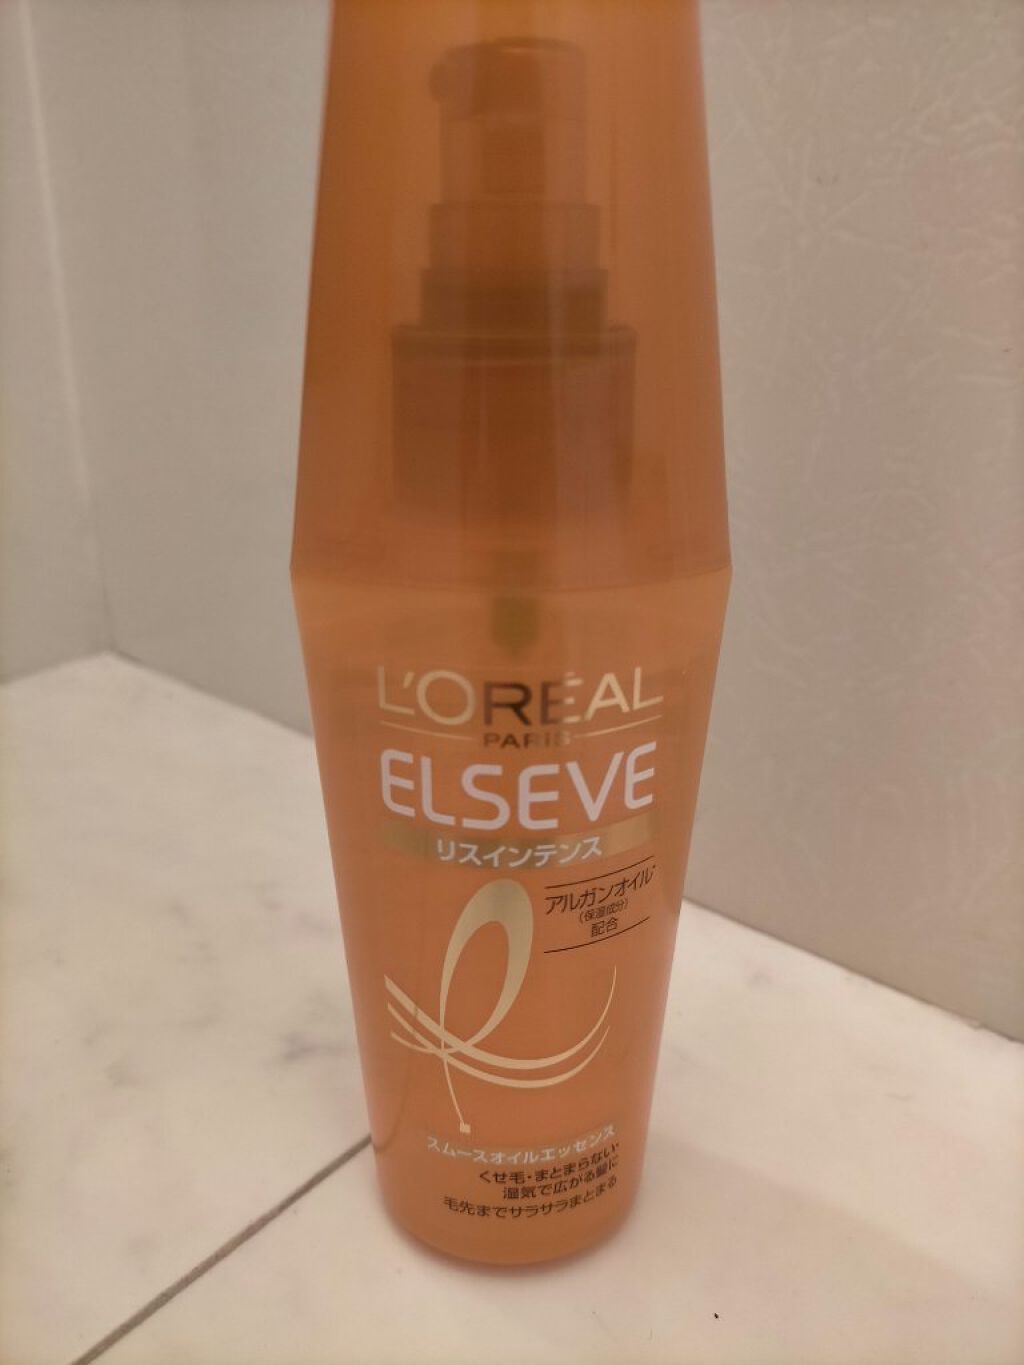 L'ORÉAL
PARIS
ELSEVE
リスインテンス
アルガンオイル*
(保湿成分)
配合
スムースオイルエッセンス
くせ毛・まとまらない・
湿気で広がる髪に
毛先までサラサラまとまる